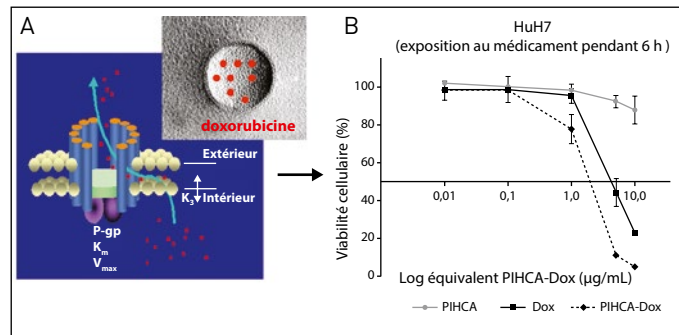 A
doxorubicine
Extérieur
K₃ Intérieur
P-gp
Kₘ
Vₘₐₓ
B
HuH7
(exposition au médicament pendant 6 h)
Viabilité cellulaire (%)
100
80
60
40
20
0
0,01 0,1 1,0 10,0
Log équivalent PIHCA-Dox (µg/mL)
PIHCA Dox PIHCA-Dox